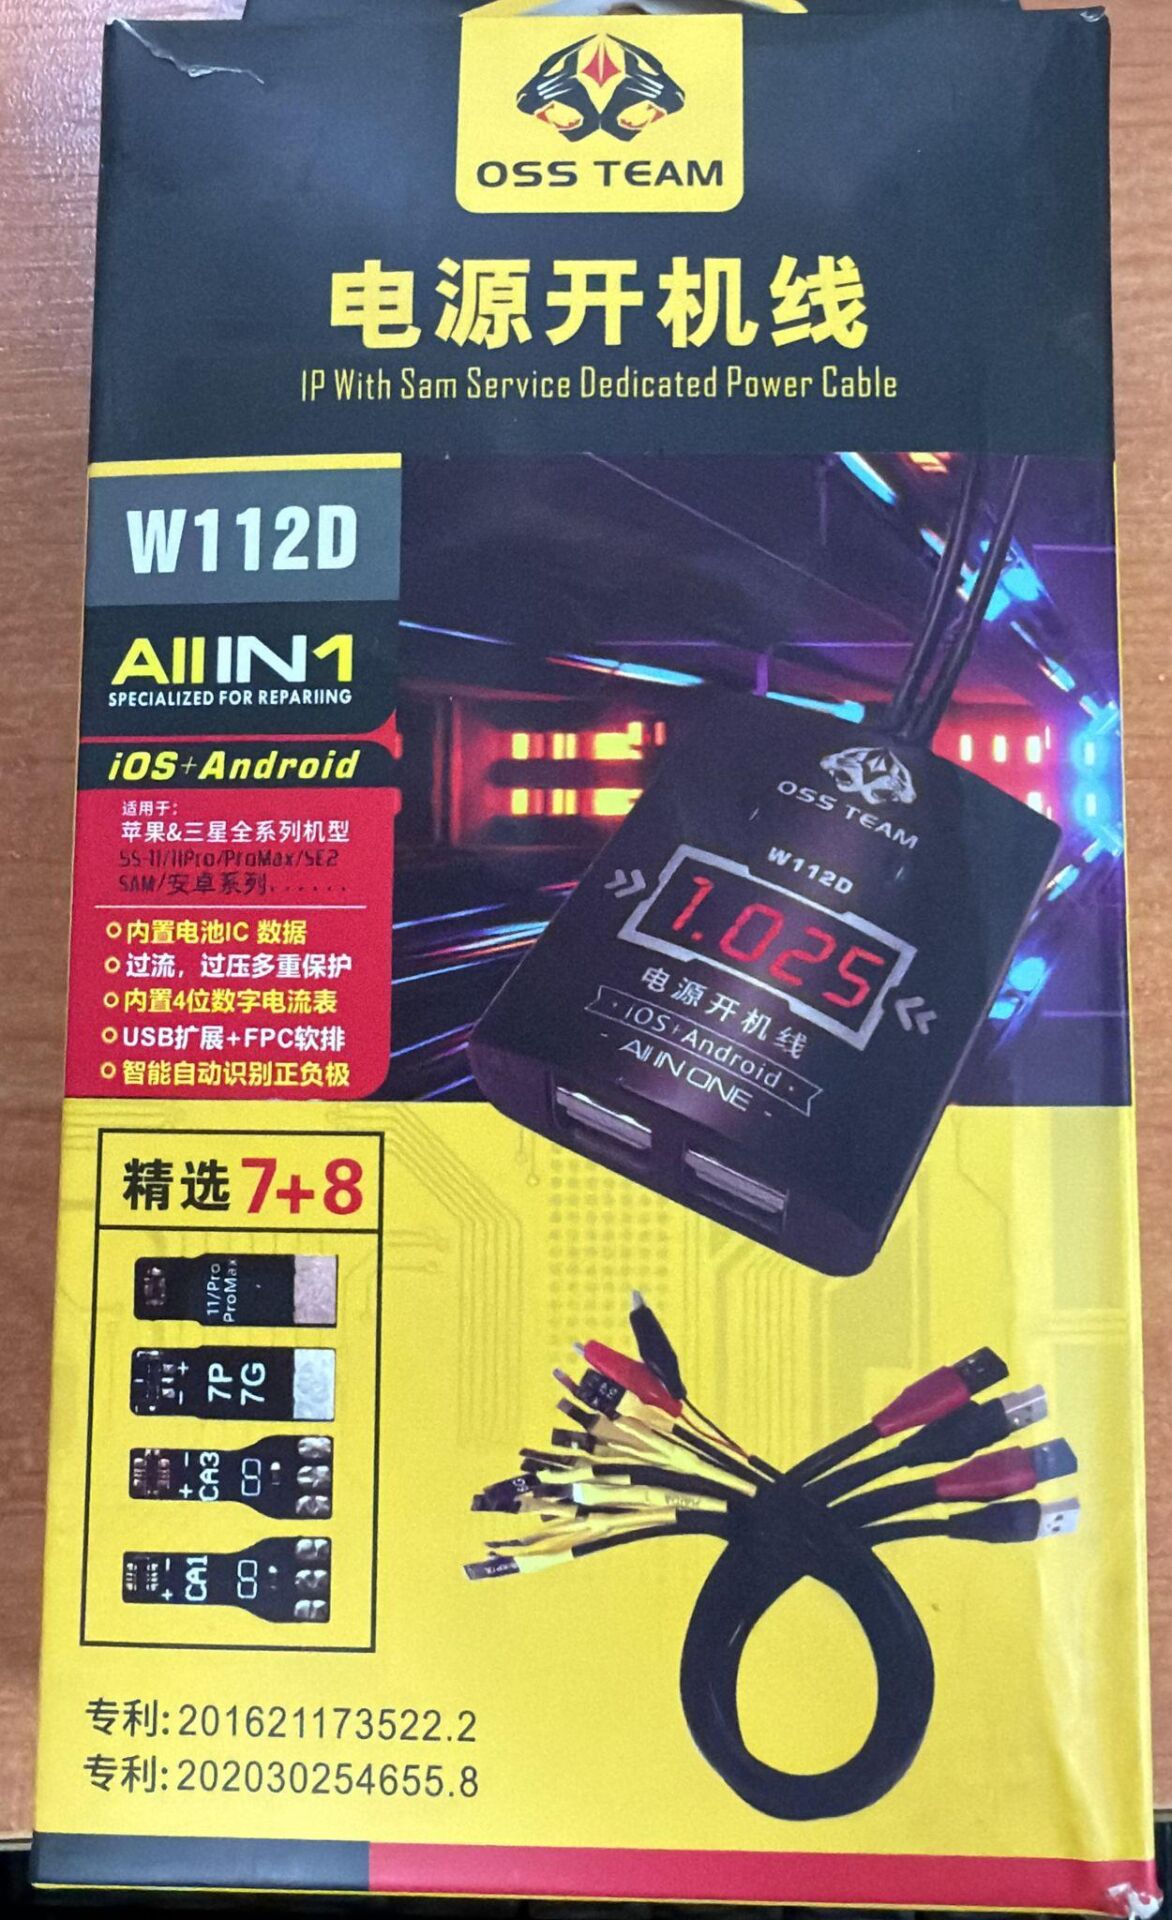 OSS TEAM
电源开机线
IP With Sam Service Dedicated Power Cable
W112D
AllIN1
SPECIALIZED FOR REPARIING
iOS+Android
适用于:
苹果&三星全系列机型
5S-11/11Pro/ProMax/SE2
SAM/安卓系列......
内置电池IC 数据
过流，过压多重保护
内置4位数字电流表
USB扩展+FPC软排
智能自动识别正负极
OSS TEAM
W112D
1.025
电源开机线
iOS+Android
All IN ONE
精选7+8
11/Pro
ProMax
+
-
7P
7G
+ -
CA3
+ -
CA1
专利:201621173522.2
专利:202030254655.8